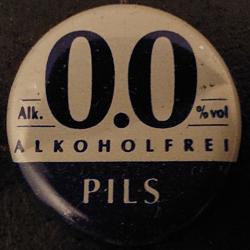 Alk. 0.0 % vol
ALKOHOLFREI
PILS